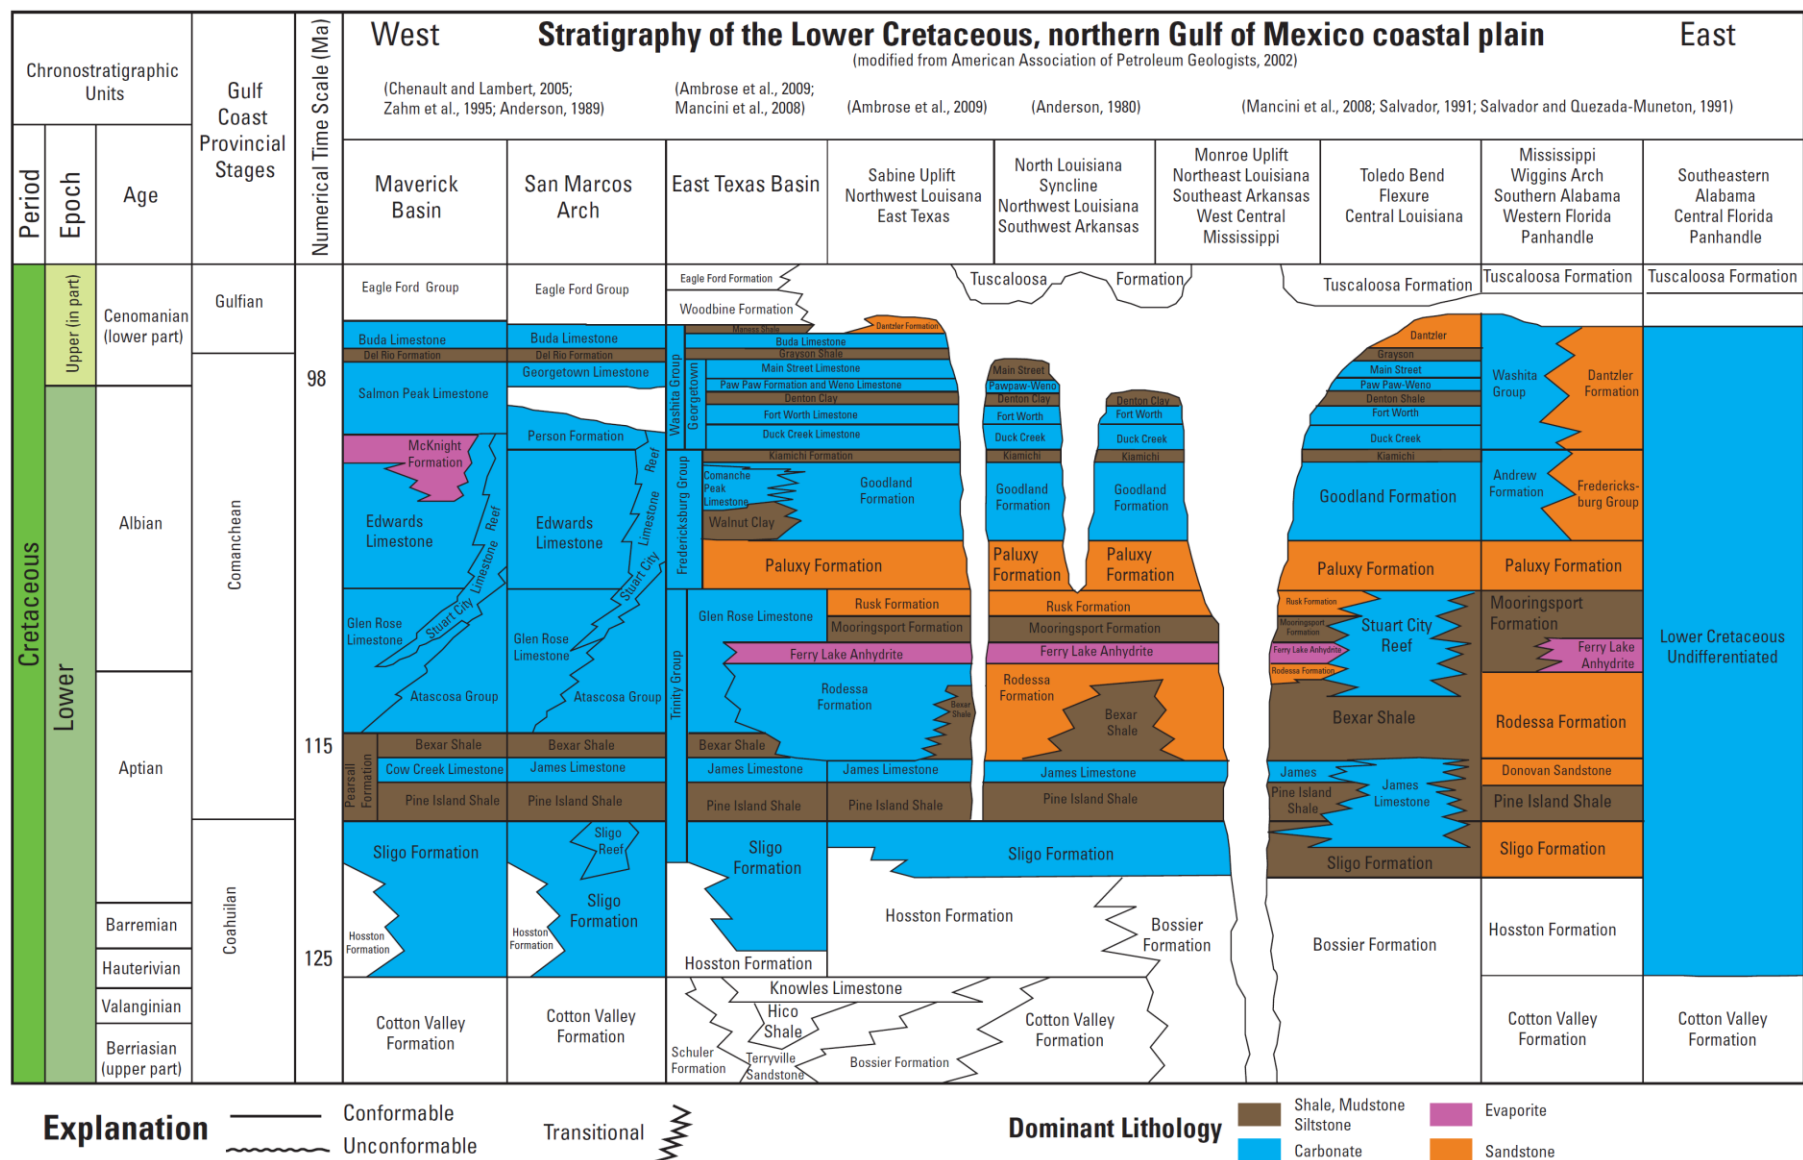 West
Stratigraphy of the Lower Cretaceous, northern Gulf of Mexico coastal plain
East
(modified from American Association of Petroleum Geologists, 2002)
Chronostratigraphic
Units
Gulf
Coast
Provincial
Stages
Numerical Time Scale (Ma)
(Chenault and Lambert, 2005;
Zahm et al., 1995; Anderson, 1989)
(Ambrose et al., 2009;
Mancini et al., 2008)
(Ambrose et al., 2009)
(Anderson, 1980)
(Mancini et al., 2008; Salvador, 1991; Salvador and Quezada-Muneton, 1991)
Period
Epoch
Age
Maverick
Basin
San Marcos
Arch
East Texas Basin
Sabine Uplift
Northwest Louisana
East Texas
North Louisiana
Syncline
Northwest Louisiana
Southwest Arkansas
Monroe Uplift
Northeast Louisiana
Southeast Arkansas
West Central
Mississippi
Toledo Bend
Flexure
Central Louisiana
Mississippi
Wiggins Arch
Southern Alabama
Western Florida
Panhandle
Southeastern
Alabama
Central Florida
Panhandle
Cretaceous
Upper (in part)
Lower
Cenomanian
(lower part)
Albian
Aptian
Barremian
Hauterivian
Valanginian
Berriasian
(upper part)
Gulfian
Comanchean
Coahuilan
98
115
125
Eagle Ford Group
Buda Limestone
Del Rio Formation
Salmon Peak Limestone
McKnight
Formation
Edwards
Limestone
Stuart City Limestone Reef
Glen Rose
Limestone
Atascosa Group
Pearsall
Formation
Bexar Shale
Cow Creek Limestone
Pine Island Shale
Sligo Formation
Hosston
Formation
Cotton Valley
Formation
Eagle Ford Group
Buda Limestone
Del Rio Formation
Georgetown Limestone
Person Formation
Edwards
Limestone
Stuart City Limestone Reef
Glen Rose
Limestone
Atascosa Group
Bexar Shale
James Limestone
Pine Island Shale
Sligo
Reef
Sligo
Formation
Hosston
Formation
Cotton Valley
Formation
Eagle Ford Formation
Woodbine Formation
Maness Shale
Washita Group
Georgetown
Fredericksburg Group
Trinity Group
Dantzler Formation
Buda Limestone
Grayson Shale
Main Street Limestone
Paw Paw Formation and Weno Limestone
Denton Clay
Fort Worth Limestone
Duck Creek Limestone
Kiamichi Formation
Comanche
Peak
Limestone
Walnut Clay
Goodland
Formation
Paluxy Formation
Glen Rose Limestone
Rusk Formation
Mooringsport Formation
Ferry Lake Anhydrite
Rodessa
Formation
Bexar
Shale
Bexar Shale
James Limestone
James Limestone
Pine Island Shale
Pine Island Shale
Sligo
Formation
Hosston Formation
Knowles Limestone
Hico
Shale
Schuler
Formation
Terryville
Sandstone
Bossier Formation
Tuscaloosa
Formation
Main Street
Pawpaw-Weno
Denton Clay
Fort Worth
Duck Creek
Kiamichi
Goodland
Formation
Paluxy
Formation
Denton Clay
Fort Worth
Duck Creek
Kiamichi
Goodland
Formation
Paluxy
Formation
Rusk Formation
Mooringsport Formation
Ferry Lake Anhydrite
Rodessa
Formation
Bexar
Shale
James Limestone
Pine Island Shale
Sligo Formation
Hosston Formation
Bossier
Formation
Cotton Valley
Formation
Tuscaloosa Formation
Dantzler
Grayson
Main Street
Paw Paw-Weno
Denton Shale
Fort Worth
Duck Creek
Kiamichi
Goodland Formation
Paluxy Formation
Rusk Formation
Mooringsport
Formation
Ferry Lake Anhydrite
Rodessa Formation
Stuart City
Reef
Bexar Shale
James
Pine Island
Shale
James
Limestone
Sligo Formation
Bossier Formation
Tuscaloosa Formation
Washita
Group
Dantzler
Formation
Andrew
Formation
Fredericks-
burg Group
Paluxy Formation
Mooringsport
Formation
Ferry Lake
Anhydrite
Rodessa Formation
Donovan Sandstone
Pine Island Shale
Sligo Formation
Hosston Formation
Cotton Valley
Formation
Tuscaloosa Formation
Lower Cretaceous
Undifferentiated
Cotton Valley
Formation
Explanation
Conformable
Unconformable
Transitional
Dominant Lithology
Shale, Mudstone
Siltstone
Carbonate
Evaporite
Sandstone